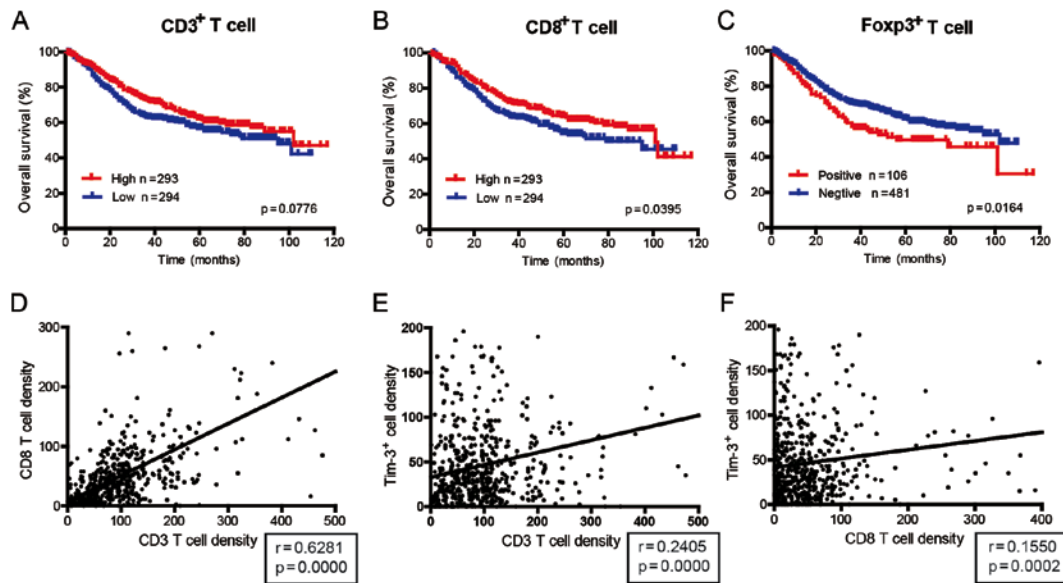 A CD3+ T cell
Overall survival (%)
100
80
60
40
20
0
High n=293
Low n=294
p=0.0776
0 20 40 60 80 100 120
Time (months)
B CD8+T cell
Overall survival (%)
100
80
60
40
20
0
High n=293
Low n=294
p=0.0395
0 20 40 60 80 100 120
Time (months)
C Foxp3+ T cell
Overall survival (%)
100
80
60
40
20
0
Positive n=106
Negtive n=481
p=0.0164
0 20 40 60 80 100 120
Time (months)
D
CD8 T cell density
300
200
100
0
0 100 200 300 400 500
CD3 T cell density
r=0.6281
p=0.0000
E
Tim-3+ cell density
200
150
100
50
0
0 100 200 300 400 500
CD3 T cell density
r=0.2405
p=0.0000
F
Tim-3+ cell density
200
150
100
50
0
0 100 200 300 400
CD8 T cell density
r=0.1550
p=0.0002